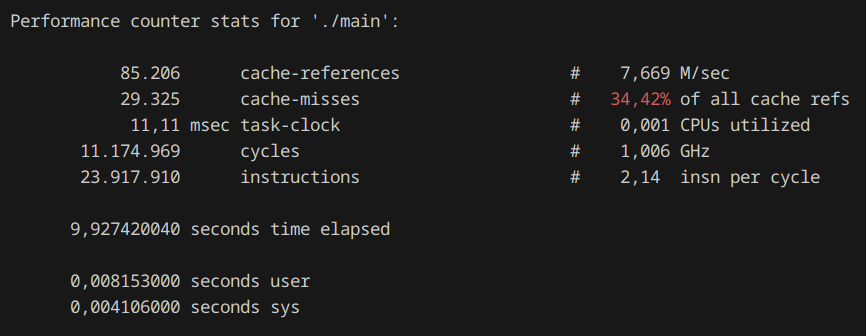 Performance counter stats for './main':
85.206 cache-references # 7,669 M/sec
29.325 cache-misses # 34,42% of all cache refs
11,11 msec task-clock # 0,001 CPUs utilized
11.174.969 cycles # 1,006 GHz
23.917.910 instructions # 2,14 insn per cycle
9,927420040 seconds time elapsed
0,008153000 seconds user
0,004106000 seconds sys